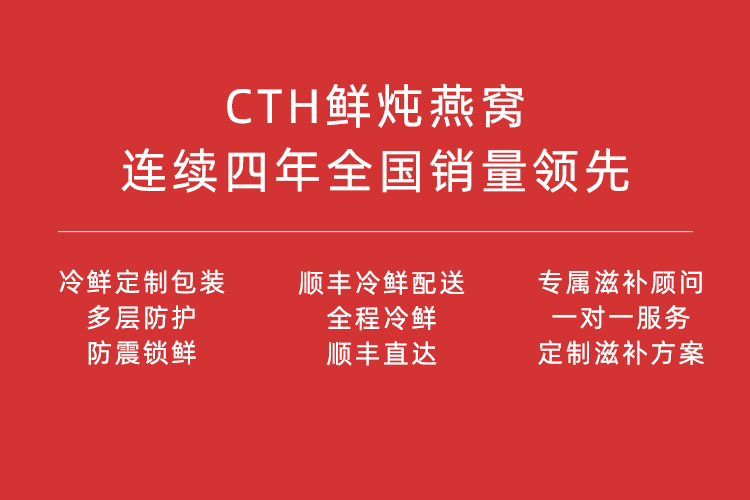 CTH鲜炖燕窝
连续四年全国销量领先
冷鲜定制包装
多层防护
防震锁鲜
顺丰冷鲜配送
全程冷鲜
顺丰直达
专属滋补顾问
一对一服务
定制滋补方案